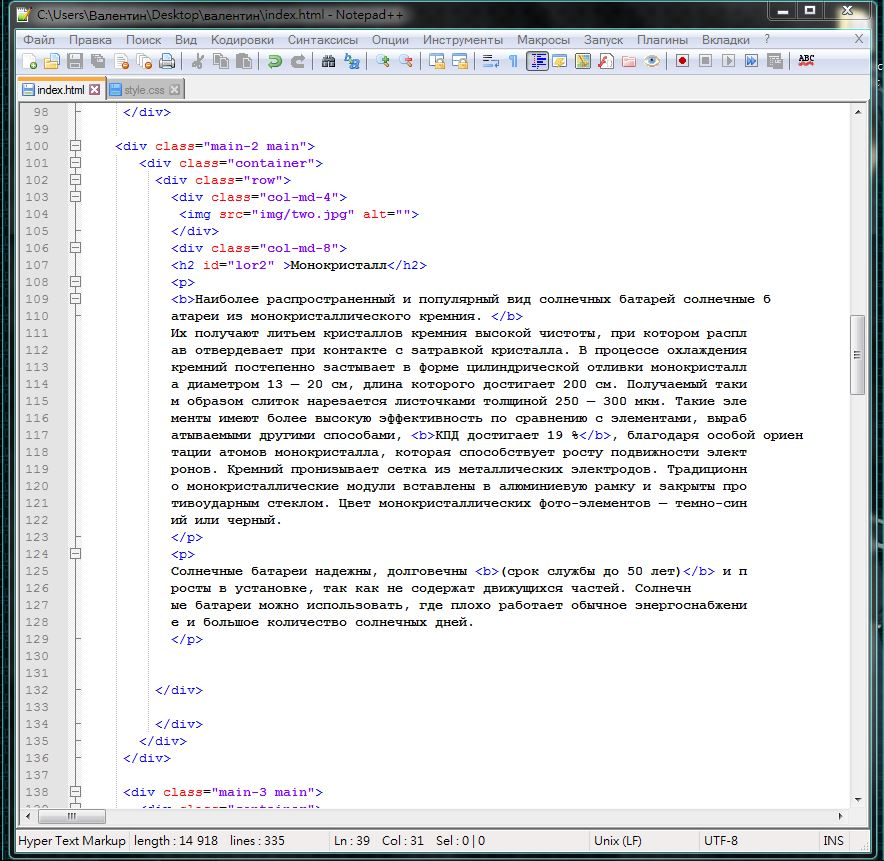 C:\Users\Валентин\Desktop\валентин\index.html - Notepad++
Файл Правка Поиск Вид Кодировки Синтаксисы Опции Инструменты Макросы Запуск Плагины Вкладки ? X
ABC
index.html style.css
98 </div>
99
100 <div class="main-2 main">
101 <div class="container">
102 <div class="row">
103 <div class="col-md-4">
104 <img src="img/two.jpg" alt="">
105 </div>
106 <div class="col-md-8">
107 <h2 id="lor2" >Монокристалл</h2>
108 <p>
109 <b>Наиболее распространенный и популярный вид солнечных батарей солнечные б
110 атареи из монокристаллического кремния. </b>
111 Их получают литьем кристаллов кремния высокой чистоты, при котором распл
112 ав отвердевает при контакте с затравкой кристалла. В процессе охлаждения
113 кремний постепенно застывает в форме цилиндрической отливки монокристалл
114 а диаметром 13 – 20 см, длина которого достигает 200 см. Получаемый таки
115 м образом слиток нарезается листочками толщиной 250 – 300 мкм. Такие эле
116 менты имеют более высокую эффективность по сравнению с элементами, выраб
117 атываемыми другими способами, <b>КПД достигает 19 %</b>, благодаря особой ориен
118 тации атомов монокристалла, которая способствует росту подвижности элект
119 ронов. Кремний пронизывает сетка из металлических электродов. Традиционн
120 о монокристаллические модули вставлены в алюминиевую рамку и закрыты про
121 тивоударным стеклом. Цвет монокристаллических фото-элементов – темно-син
122 ий или черный.
123 </p>
124 <p>
125 Солнечные батареи надежны, долговечны <b>(срок службы до 50 лет)</b> и п
126 росты в установке, так как не содержат движущихся частей. Солнечн
127 ые батареи можно использовать, где плохо работает обычное энергоснабжени
128 е и большое количество солнечных дней.
129 </p>
130
131
132 </div>
133
134 </div>
135 </div>
136 </div>
137
138 <div class="main-3 main">
139 <div class="container">
Hyper Text Markup length : 14 918 lines : 335 Ln : 39 Col : 31 Sel : 0 | 0 Unix (LF) UTF-8 INS